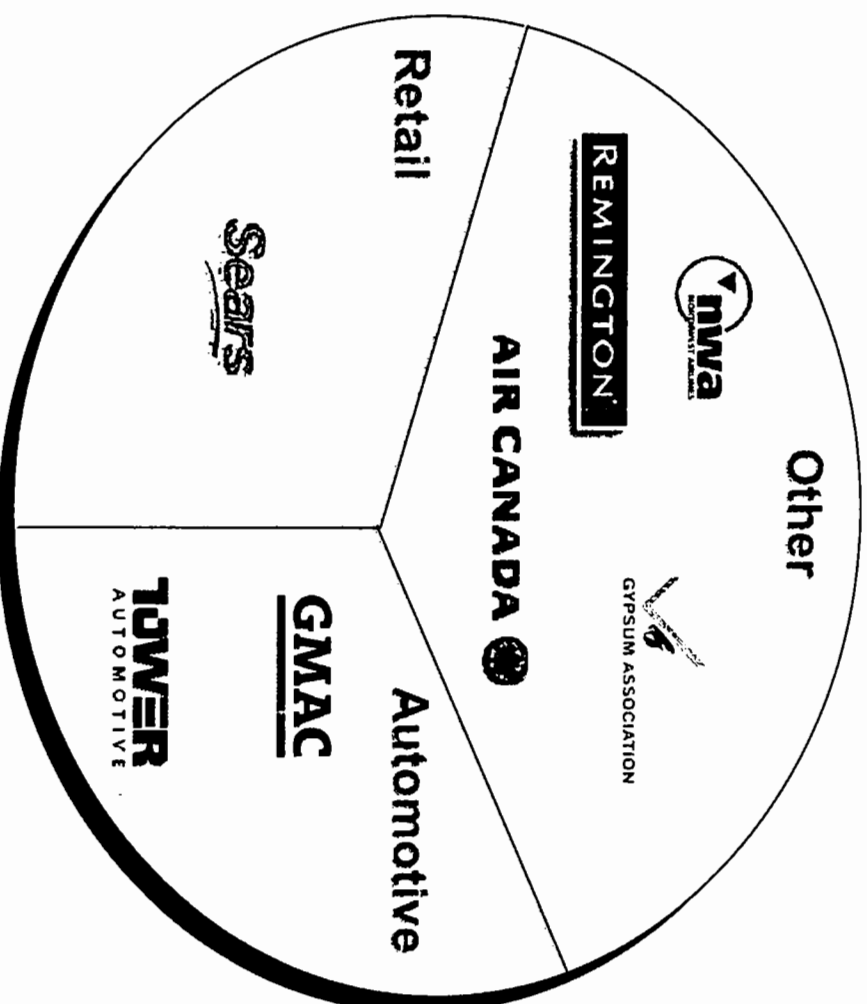 Other
nwa
NORTHWEST AIRLINES
REMINGTON
GYPSUM ASSOCIATION
AIR CANADA
Retail
Sears
Automotive
GMAC
TOWER
AUTOMOTIVE